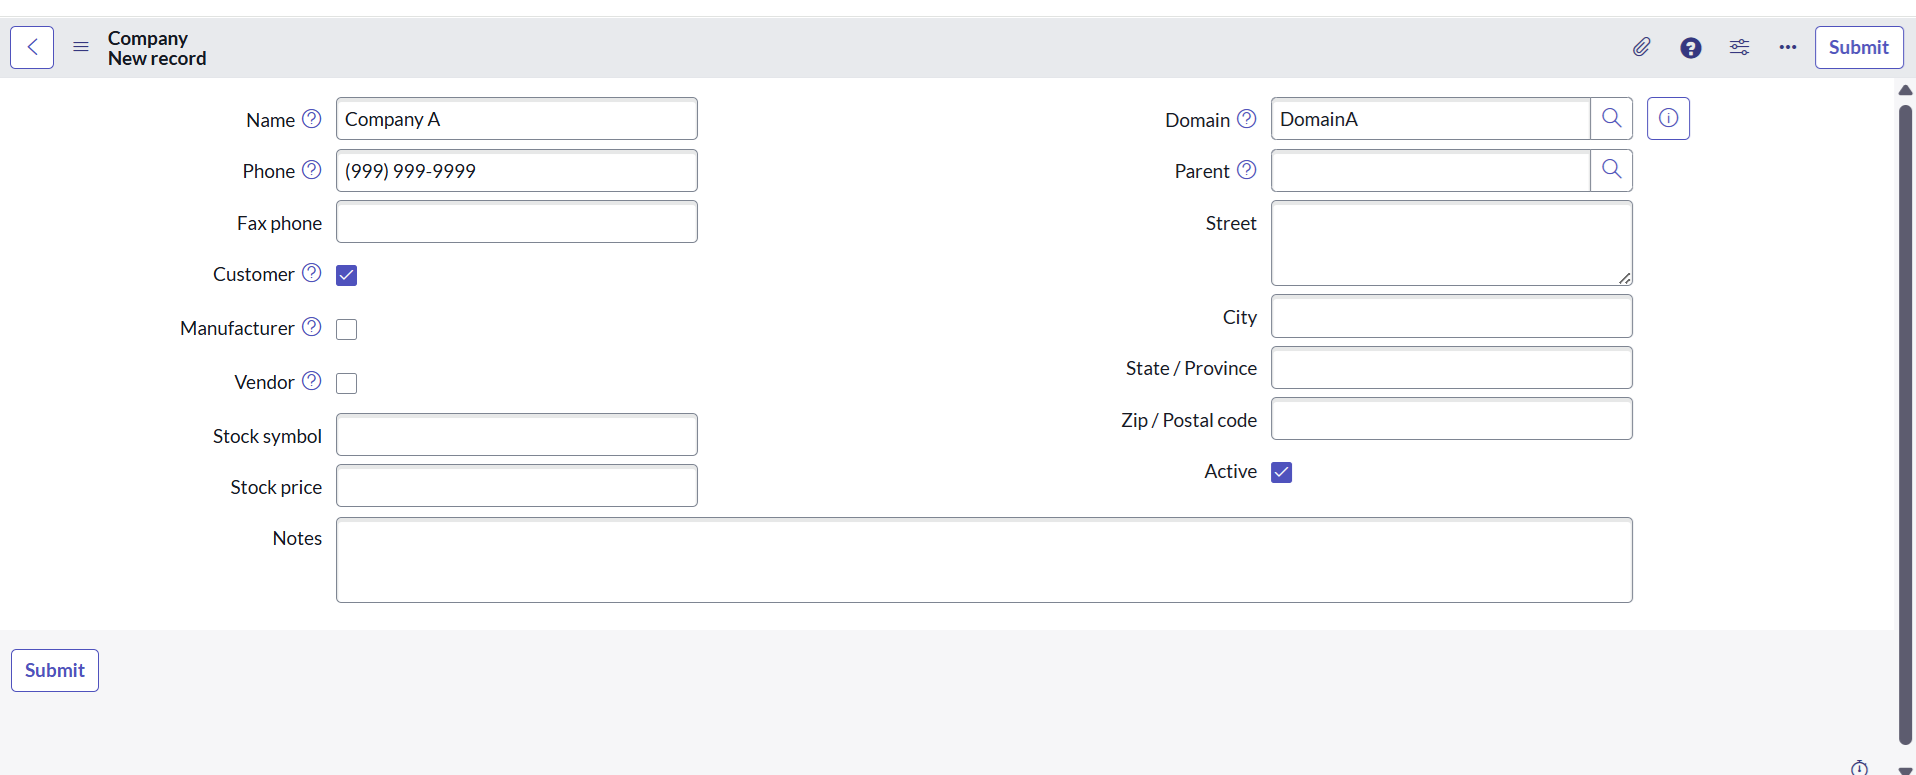 Company
New record
Submit
Name
Company A
Phone
(999) 999-9999
Fax phone
Customer
Manufacturer
Vendor
Stock symbol
Stock price
Domain
DomainA
Parent
Street
City
State / Province
Zip / Postal code
Active
Notes
Submit